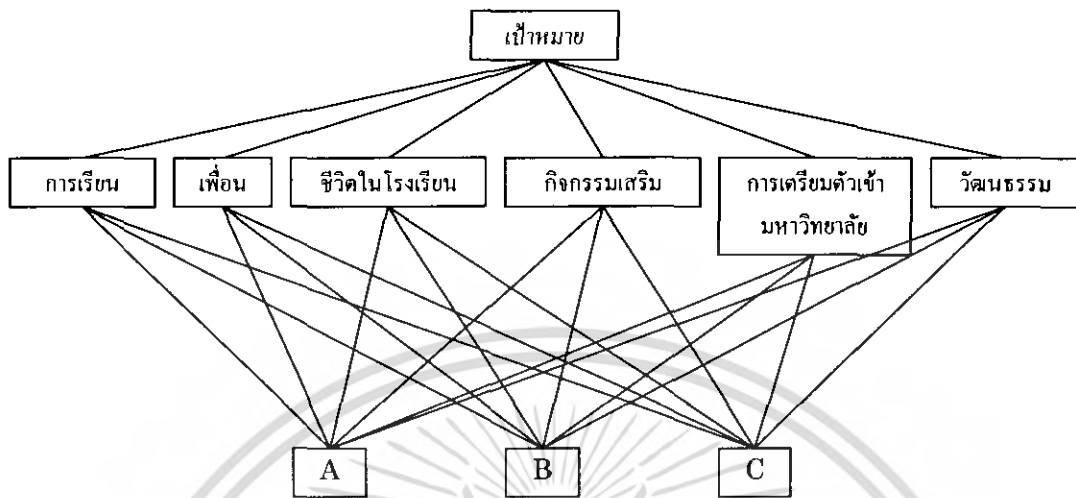 เป้าหมาย
การเรียน
เพื่อน
ชีวิตในโรงเรียน
กิจกรรมเสริม
การเตรียมตัวเข้า
มหาวิทยาลัย
วัฒนธรรม
A
B
C